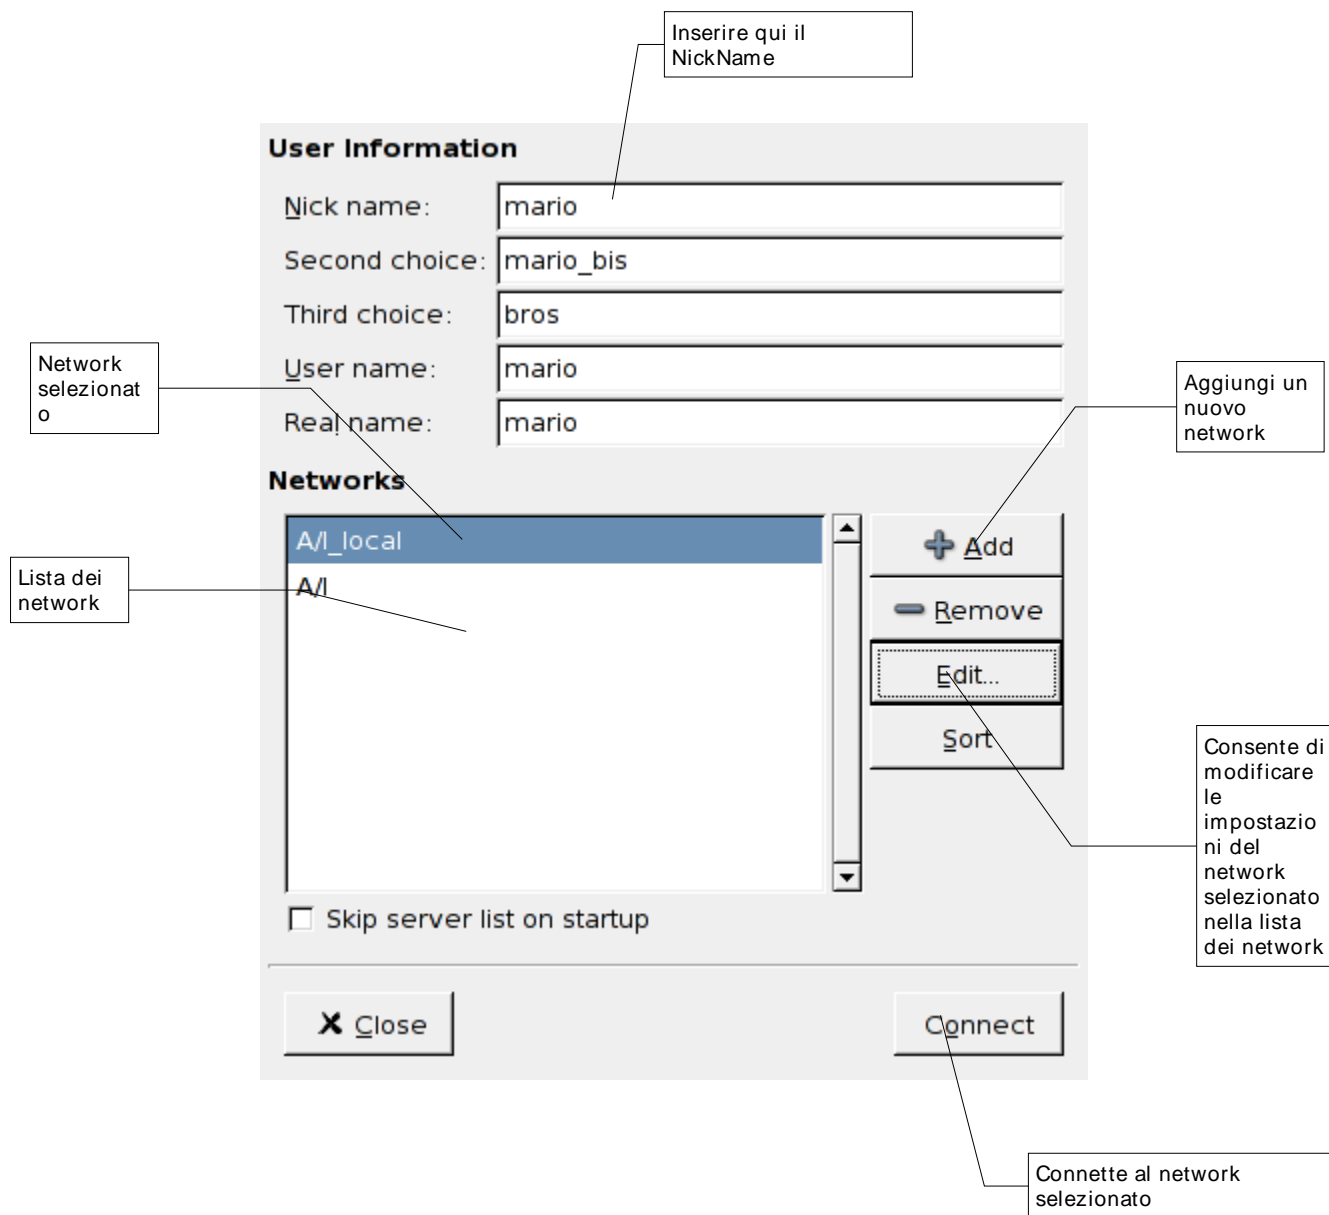 Inserire qui il
NickName
User Information
Nick name:
mario
Second choice:
mario_bis
Third choice:
bros
User name:
mario
Real name:
mario
Network
selezionat
o
Aggiungi un
nuovo
network
Networks
A/I_local
A/I
Add
Remove
Edit...
Sort
Lista dei
network
Consente di
modificare
le
impostazio
ni del
network
selezionato
nella lista
dei network
Skip server list on startup
Close
Connect
Connette al network
selezionato